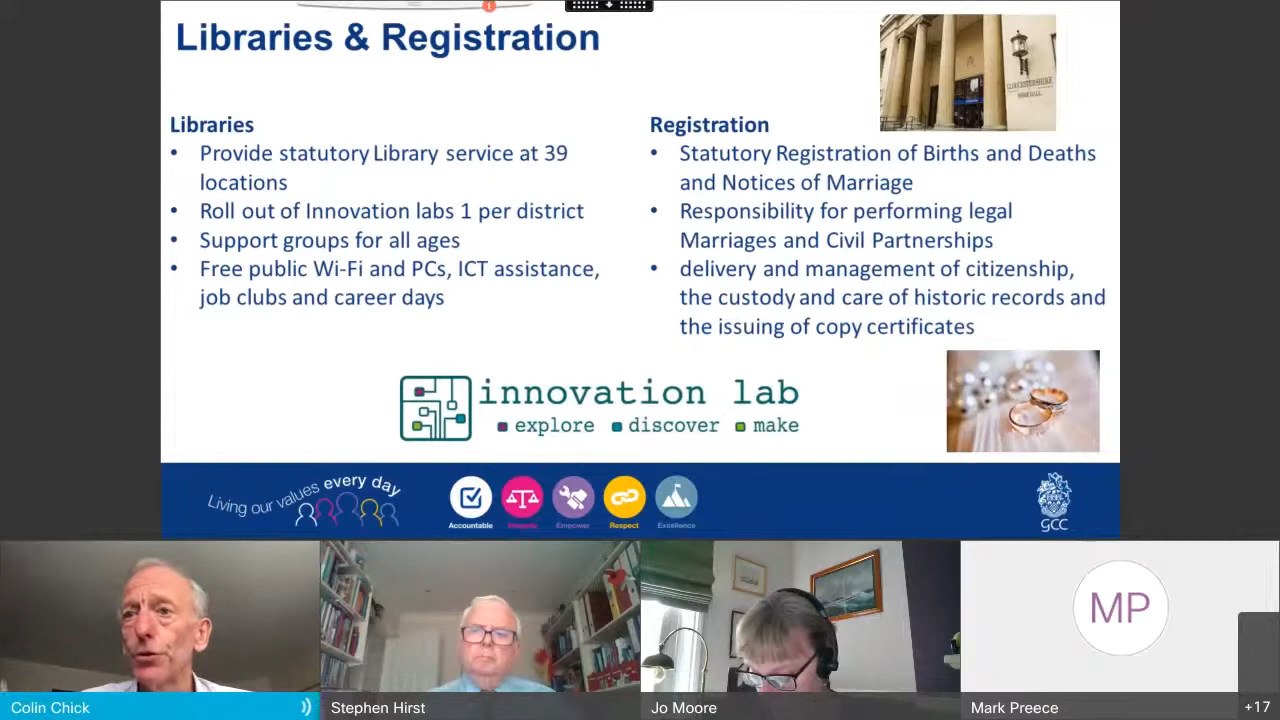 1
Libraries & Registration
GLOUCESTERSHIRE
SHIRE HALL
Libraries
• Provide statutory Library service at 39
locations
• Roll out of Innovation labs 1 per district
• Support groups for all ages
• Free public Wi-Fi and PCs, ICT assistance,
job clubs and career days
Registration
• Statutory Registration of Births and Deaths
and Notices of Marriage
• Responsibility for performing legal
Marriages and Civil Partnerships
• delivery and management of citizenship,
the custody and care of historic records and
the issuing of copy certificates
innovation lab
explore discover make
Living our values every day
Accountable Integrity Empower Respect Excellence
GCC
MP
Colin Chick
Stephen Hirst
Jo Moore
Mark Preece
+17